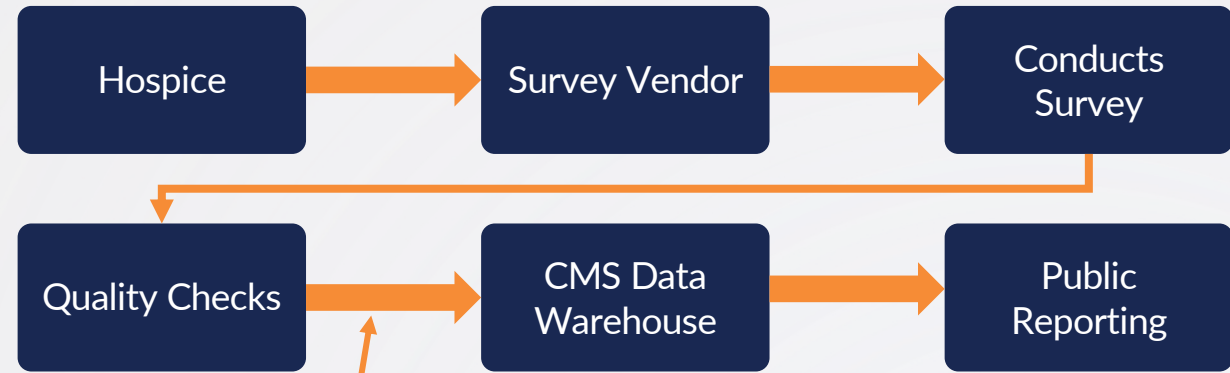 Hospice
Survey Vendor
Conducts
Survey
Quality Checks
CMS Data
Warehouse
Public
Reporting